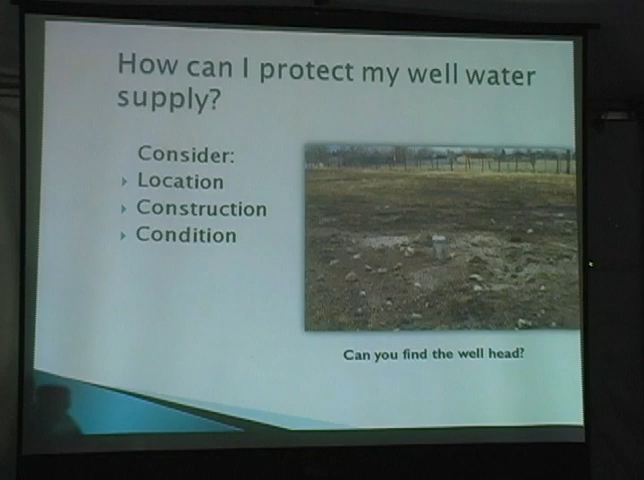 How can I protect my well water
supply?
Consider:
Location
Construction
Condition
Can you find the well head?